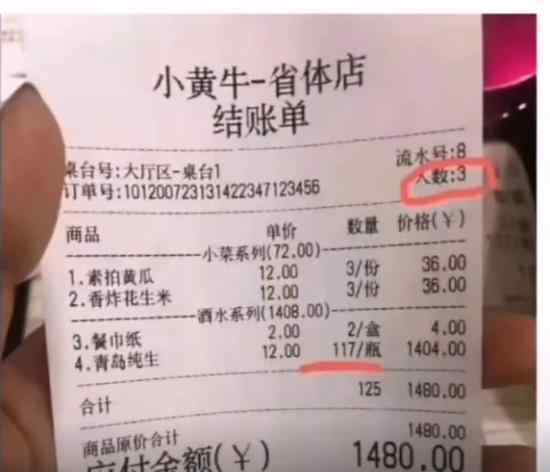 小黄牛-省体店
结账单
流水号:8
桌台号:大厅区-桌台1
人数:3
订单号:101200723131422347123456
商品 单价 数量 价格(￥)
小菜系列(72.00)
1.素拍黄瓜 12.00 3/份 36.00
2.香炸花生米 12.00 3/份 36.00
酒水系列(1408.00)
3.餐巾纸 2.00 2/盒 4.00
4.青岛纯生 12.00 117/瓶 1404.00
合计 125 1480.00
商品原价合计 1480.00
应付金额(￥) 1480.00